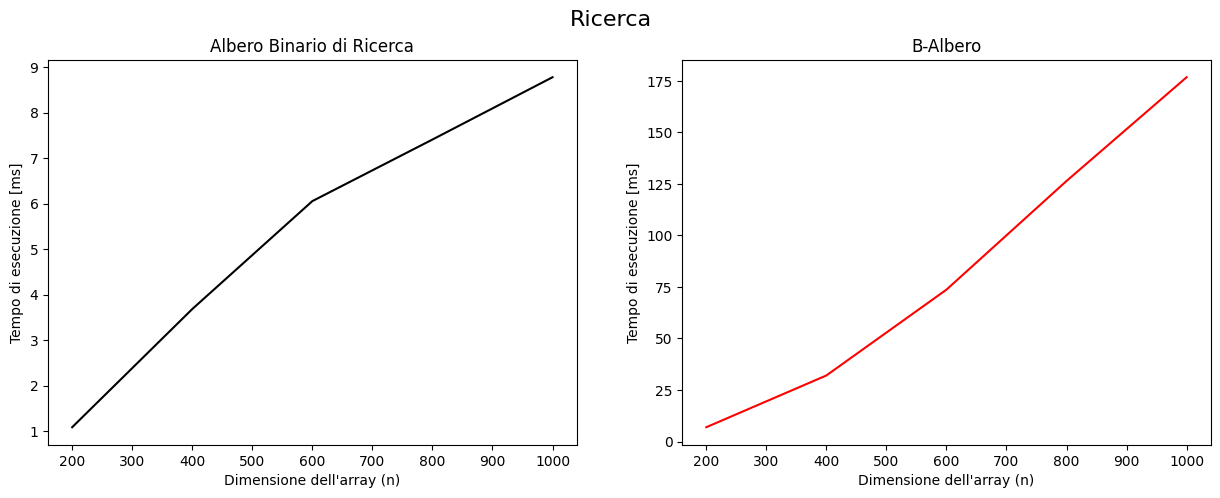 Ricerca
Albero Binario di Ricerca
9
8
7
6
5
4
3
2
1
Tempo di esecuzione [ms]
200 300 400 500 600 700 800 900 1000
Dimensione dell'array (n)
B-Albero
175
150
125
100
75
50
25
0
Tempo di esecuzione [ms]
200 300 400 500 600 700 800 900 1000
Dimensione dell'array (n)